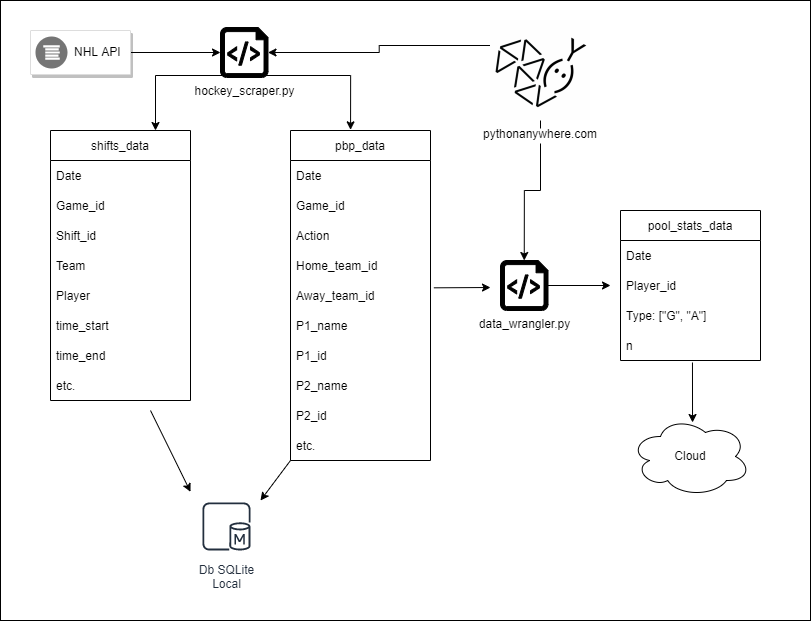 NHL API
</>
hockey_scraper.py
pythonanywhere.com
shifts_data
Date
Game_id
Shift_id
Team
Player
time_start
time_end
etc.
pbp_data
Date
Game_id
Action
Home_team_id
Away_team_id
P1_name
P1_id
P2_name
P2_id
etc.
</>
data_wrangler.py
pool_stats_data
Date
Player_id
Type: ["G", "A"]
n
Cloud
M
Db SQLite
Local